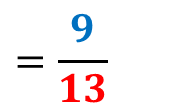 = 9/13